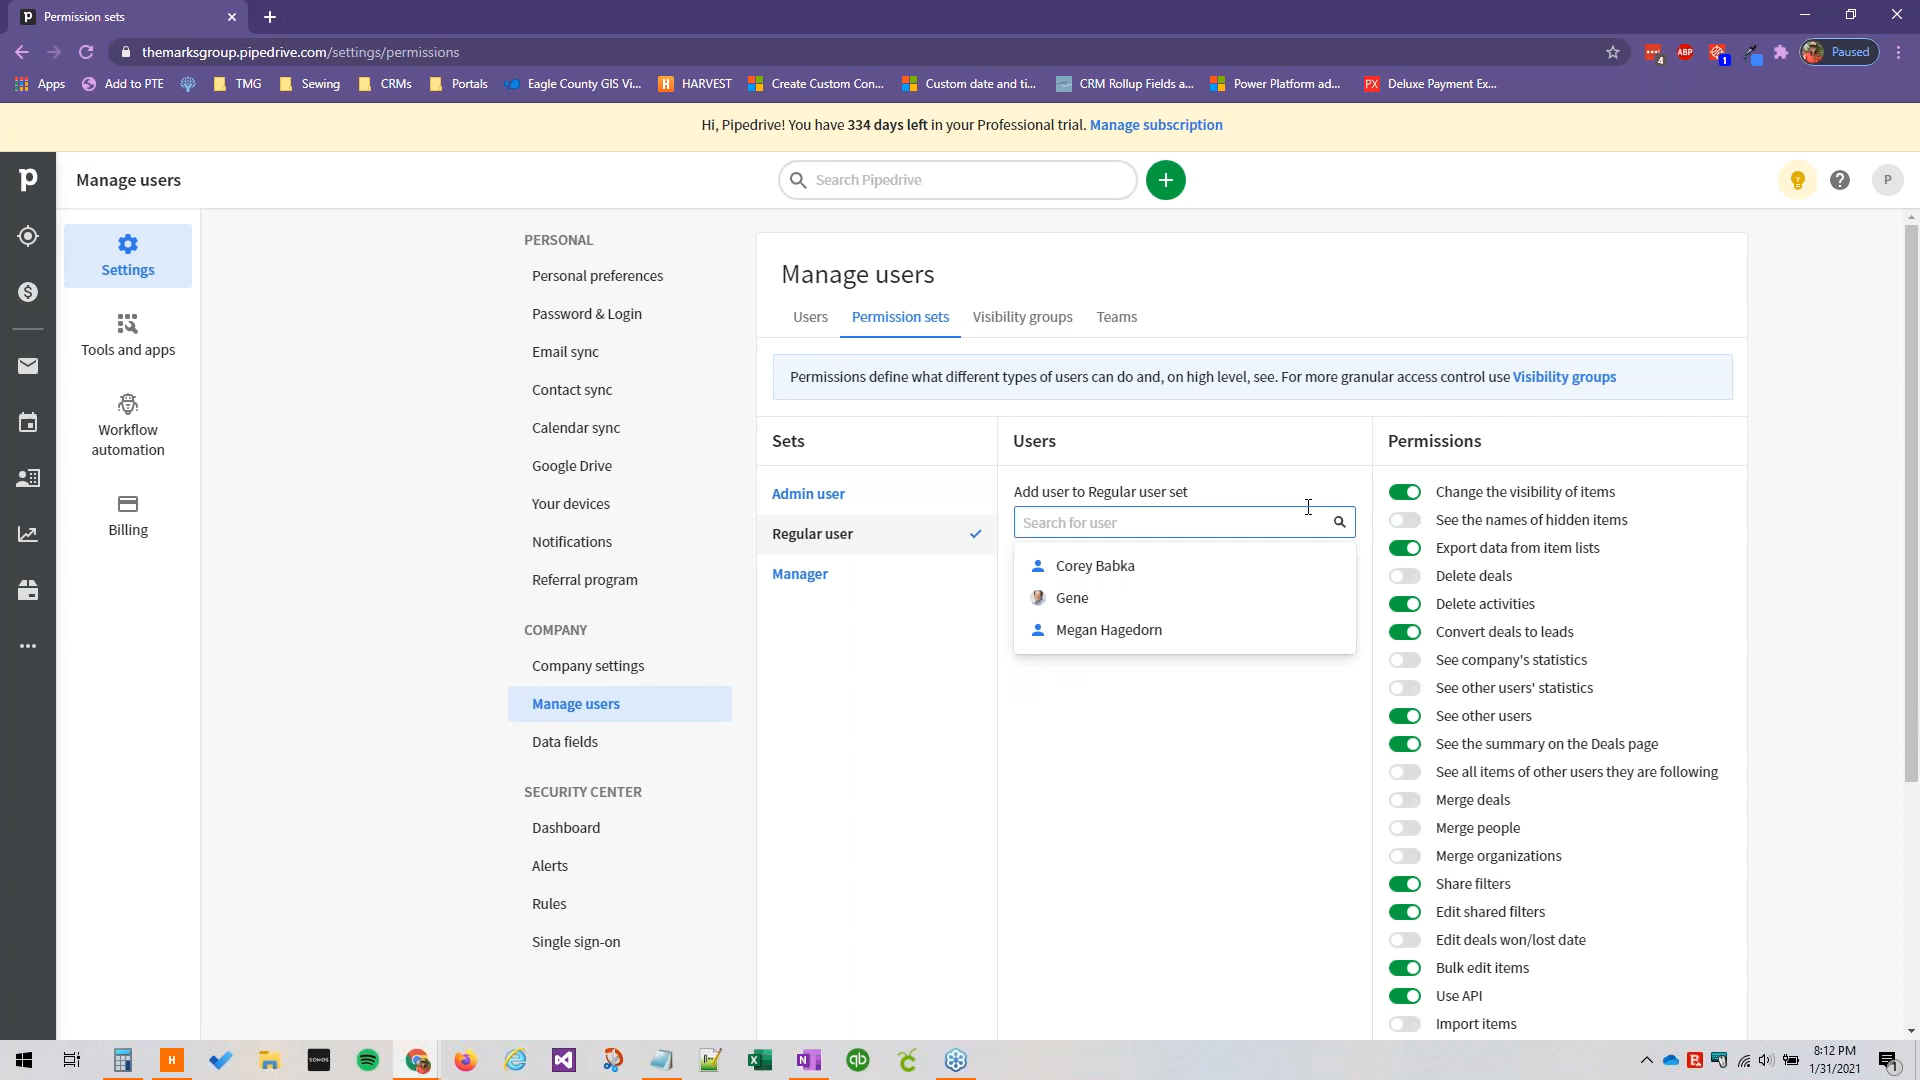 Permission sets
themarksgroup.pipedrive.com/settings/permissions
4
ABP
1
Paused
Apps
Add to PTE
TMG
Sewing
CRMs
Portals
Eagle County GIS Vi...
HARVEST
Create Custom Con...
Custom date and ti...
CRM Rollup Fields a...
Power Platform ad...
Deluxe Payment Ex...
Hi, Pipedrive! You have 334 days left in your Professional trial. Manage subscription
Manage users
Search Pipedrive
P
Settings
Tools and apps
Workflow
automation
Billing
PERSONAL
Personal preferences
Password & Login
Email sync
Contact sync
Calendar sync
Google Drive
Your devices
Notifications
Referral program
COMPANY
Company settings
Manage users
Data fields
SECURITY CENTER
Dashboard
Alerts
Rules
Single sign-on
Manage users
Users
Permission sets
Visibility groups
Teams
Permissions define what different types of users can do and, on high level, see. For more granular access control use Visibility groups
Sets
Admin user
Regular user
Manager
Users
Add user to Regular user set
Search for user
Corey Babka
Gene
Megan Hagedorn
Permissions
Change the visibility of items
See the names of hidden items
Export data from item lists
Delete deals
Delete activities
Convert deals to leads
See company's statistics
See other users' statistics
See other users
See the summary on the Deals page
See all items of other users they are following
Merge deals
Merge people
Merge organizations
Share filters
Edit shared filters
Edit deals won/lost date
Bulk edit items
Use API
Import items
H
SONOS
qb
8:12 PM
1/31/2021
1